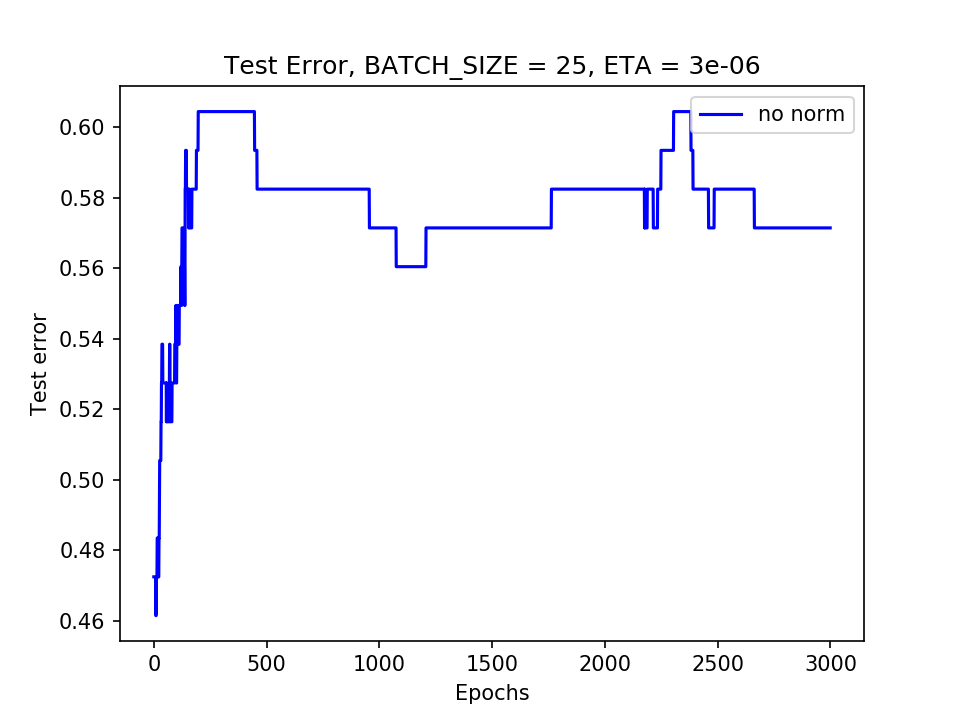 Test Error, BATCH_SIZE = 25, ETA = 3e-06
no norm
0.60
0.58
0.56
0.54
0.52
0.50
0.48
0.46
Test error
0 500 1000 1500 2000 2500 3000
Epochs